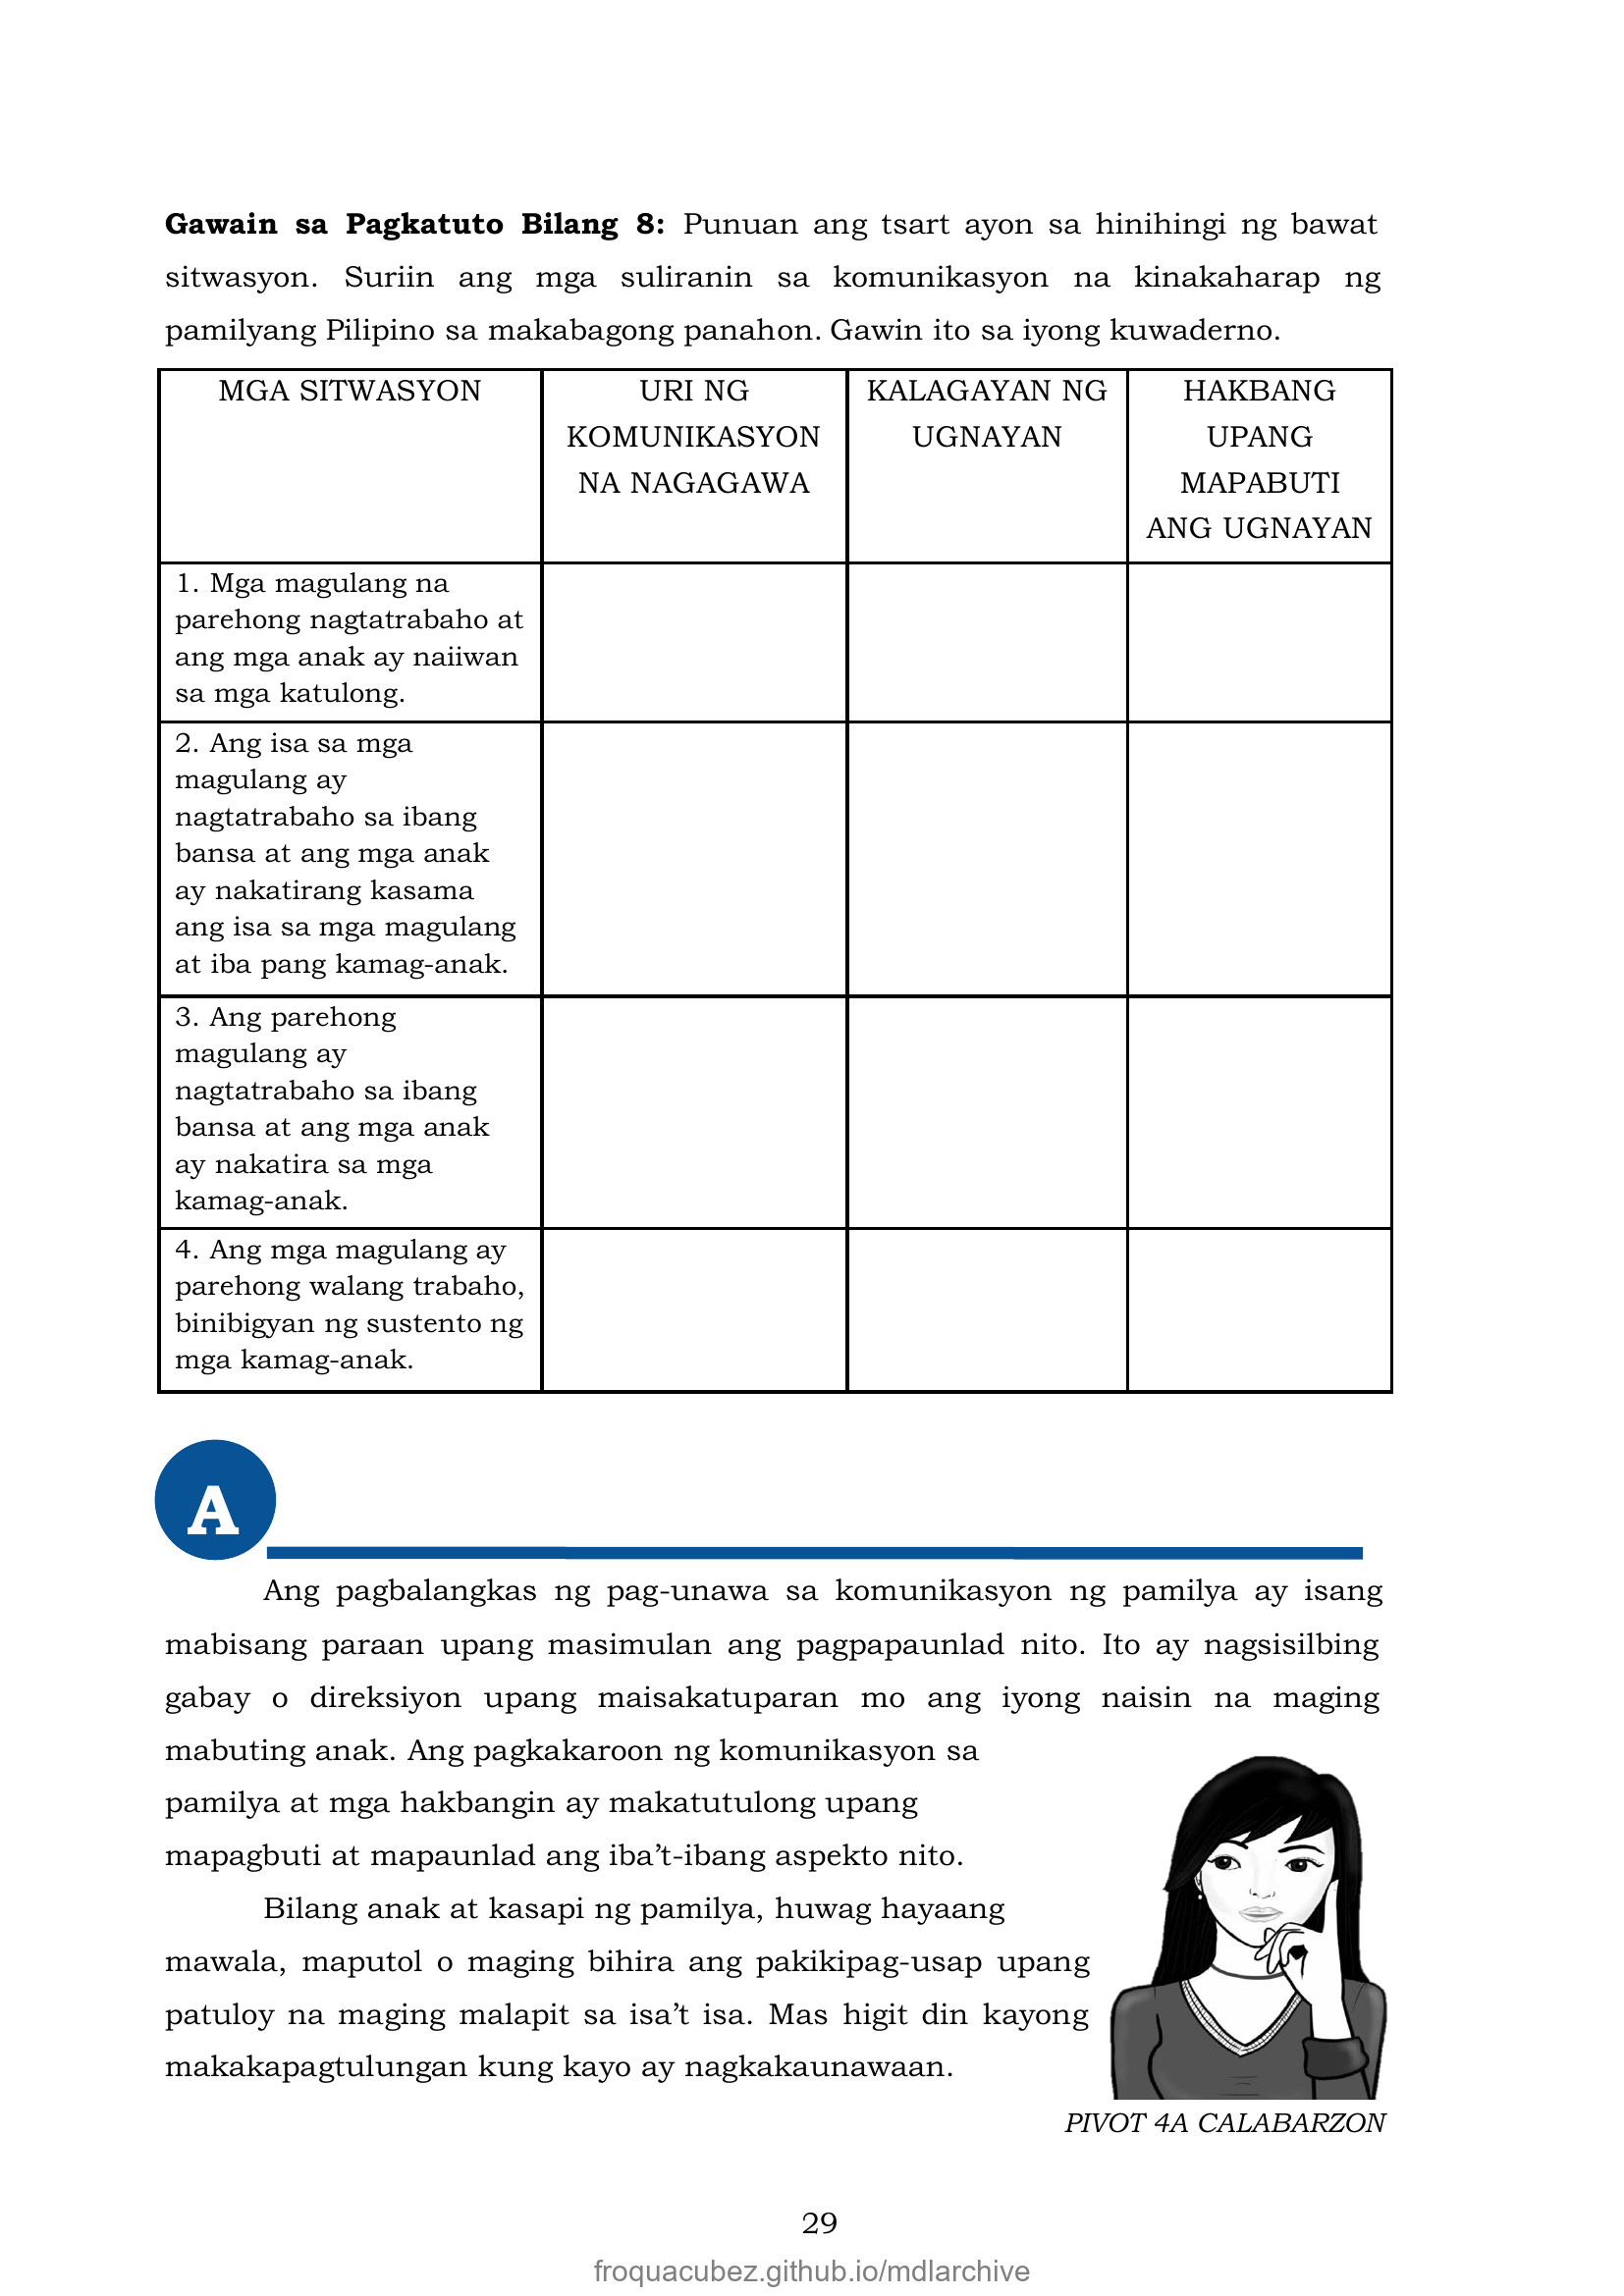 Gawain sa Pagkatuto Bilang 8: Punuan ang tsart ayon sa hinihingi ng bawat
sitwasyon. Suriin ang mga suliranin sa komunikasyon na kinakaharap ng
pamilyang Pilipino sa makabagong panahon. Gawin ito sa iyong kuwaderno.
MGA SITWASYON
URI NG
KOMUNIKASYON
NA NAGAGAWA
KALAGAYAN NG
UGNAYAN
HAKBANG
UPANG
MAPABUTI
ANG UGNAYAN
1. Mga magulang na
parehong nagtatrabaho at
ang mga anak ay naiiwan
sa mga katulong.
2. Ang isa sa mga
magulang ay
nagtatrabaho sa ibang
bansa at ang mga anak
ay nakatirang kasama
ang isa sa mga magulang
at iba pang kamag-anak.
3. Ang parehong
magulang ay
nagtatrabaho sa ibang
bansa at ang mga anak
ay nakatira sa mga
kamag-anak.
4. Ang mga magulang ay
parehong walang trabaho,
binibigyan ng sustento ng
mga kamag-anak.
A
Ang pagbalangkas ng pag-unawa sa komunikasyon ng pamilya ay isang
mabisang paraan upang masimulan ang pagpapaunlad nito. Ito ay nagsisilbing
gabay o direksiyon upang maisakatuparan mo ang iyong naisin na maging
mabuting anak. Ang pagkakaroon ng komunikasyon sa
pamilya at mga hakbangin ay makatutulong upang
mapagbuti at mapaunlad ang iba’t-ibang aspekto nito.
Bilang anak at kasapi ng pamilya, huwag hayaang
mawala, maputol o maging bihira ang pakikipag-usap upang
patuloy na maging malapit sa isa’t isa. Mas higit din kayong
makakapagtulungan kung kayo ay nagkakaunawaan.
PIVOT 4A CALABARZON
29
froquacubez.github.io/mdlarchive